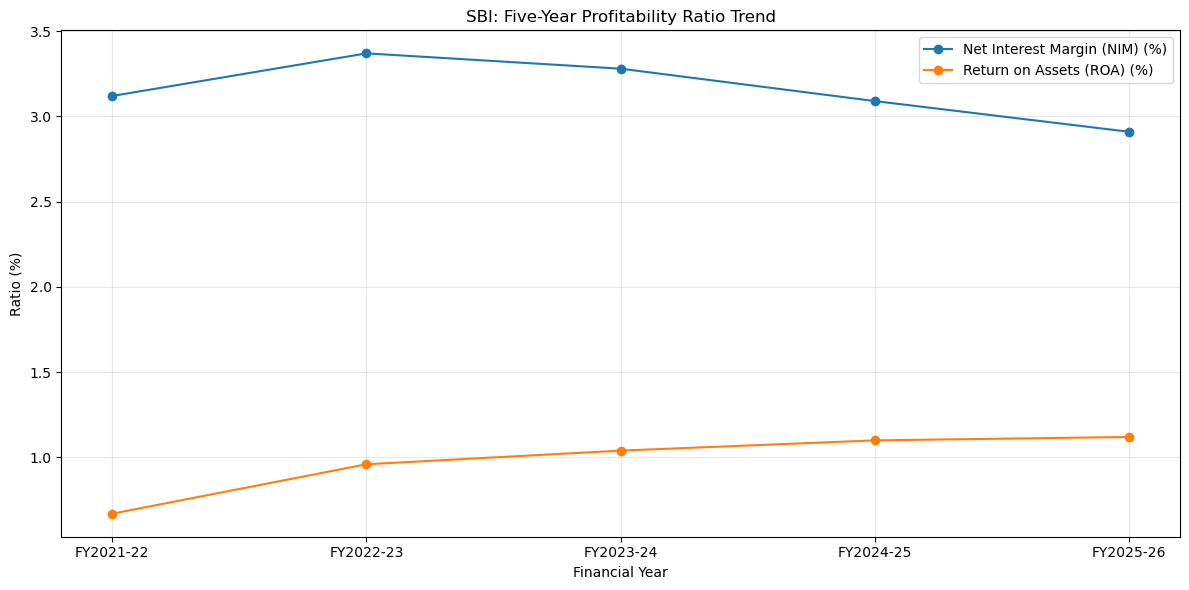 SBI: Five-Year Profitability Ratio Trend
Net Interest Margin (NIM) (%)
Return on Assets (ROA) (%)
Ratio (%)
3.5
3.0
2.5
2.0
1.5
1.0
FY2021-22
FY2022-23
FY2023-24
FY2024-25
FY2025-26
Financial Year